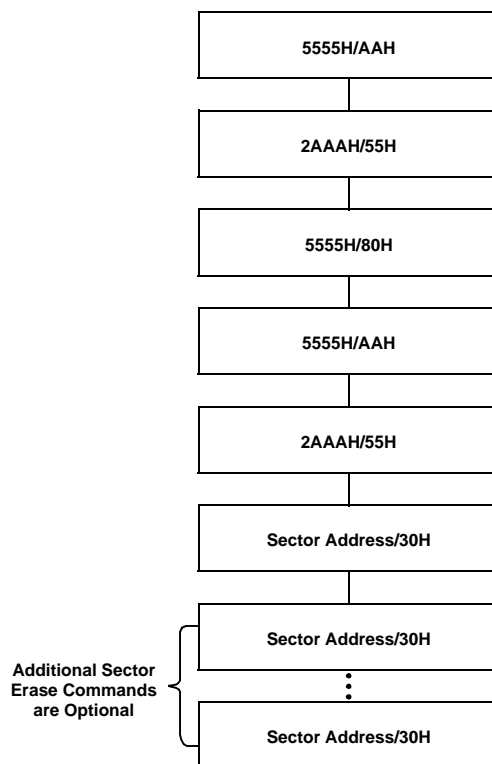 5555H/AAH
2AAAH/55H
5555H/80H
5555H/AAH
2AAAH/55H
Sector Address/30H
Sector Address/30H
Additional Sector
Erase Commands
are Optional
Sector Address/30H